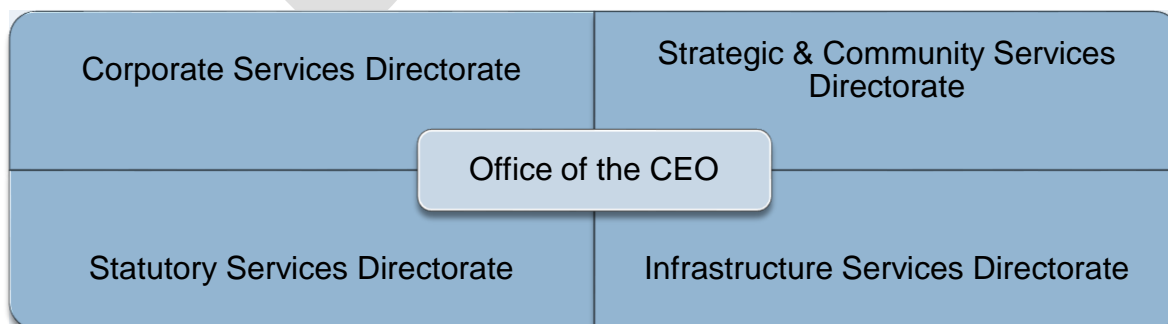 Corporate Services Directorate
Strategic & Community Services
Directorate
Office of the CEO
Statutory Services Directorate
Infrastructure Services Directorate